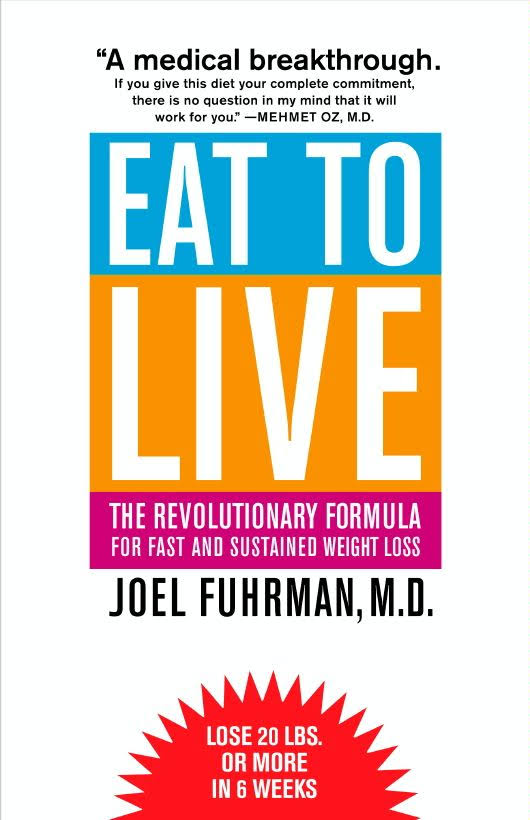 “A medical breakthrough.
If you give this diet your complete commitment,
there is no question in my mind that it will
work for you.” —MEHMET OZ, M.D.
EAT TO
LIVE
THE REVOLUTIONARY FORMULA
FOR FAST AND SUSTAINED WEIGHT LOSS
JOEL FUHRMAN, M.D.
LOSE 20 LBS.
OR MORE
IN 6 WEEKS